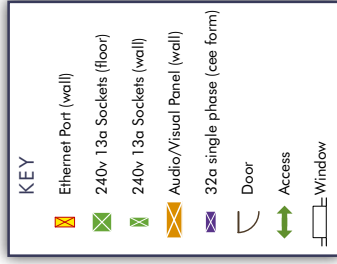 KEY
Ethernet Port (wall)
240v 13a Sockets (floor)
240v 13a Sockets (wall)
Audio/Visual Panel (wall)
32a single phase (cee form)
Door
Access
Window